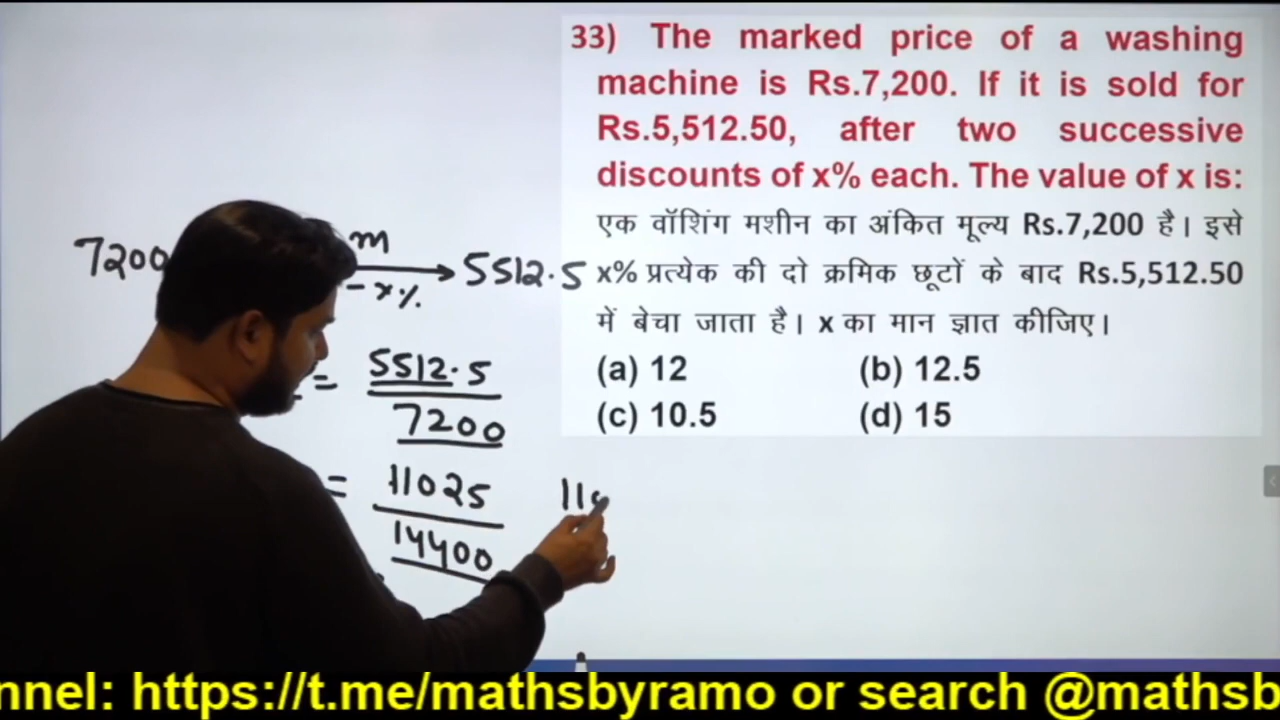 33) The marked price of a washing
machine is Rs.7,200. If it is sold for
Rs.5,512.50, after two successive
discounts of x% each. The value of x is:
एक वॉशिंग मशीन का अंकित मूल्य Rs.7,200 है। इसे
x% प्रत्येक की दो क्रमिक छूटों के बाद Rs.5,512.50
में बेचा जाता है। x का मान ज्ञात कीजिए।
(a) 12 (b) 12.5
(c) 10.5 (d) 15
7200 m 5512.5
-x%
= 5512.5
7200
= 11025
14400
11
nnel: https://t.me/mathsbyramo or search @mathsb